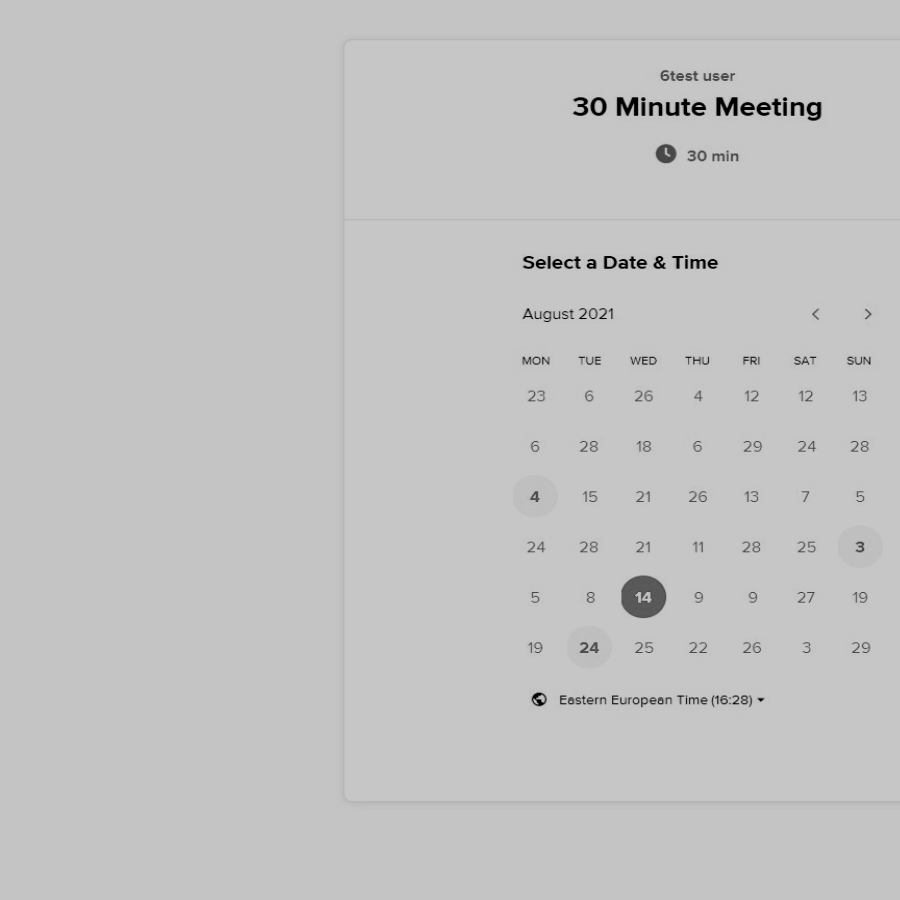 6test user
30 Minute Meeting
30 min
Select a Date & Time
August 2021
MON TUE WED THU FRI SAT SUN
23 6 26 4 12 12 13
6 28 18 6 29 24 28
4 15 21 26 13 7 5
24 28 21 11 28 25 3
5 8 14 9 9 27 19
19 24 25 22 26 3 29
Eastern European Time (16:28)